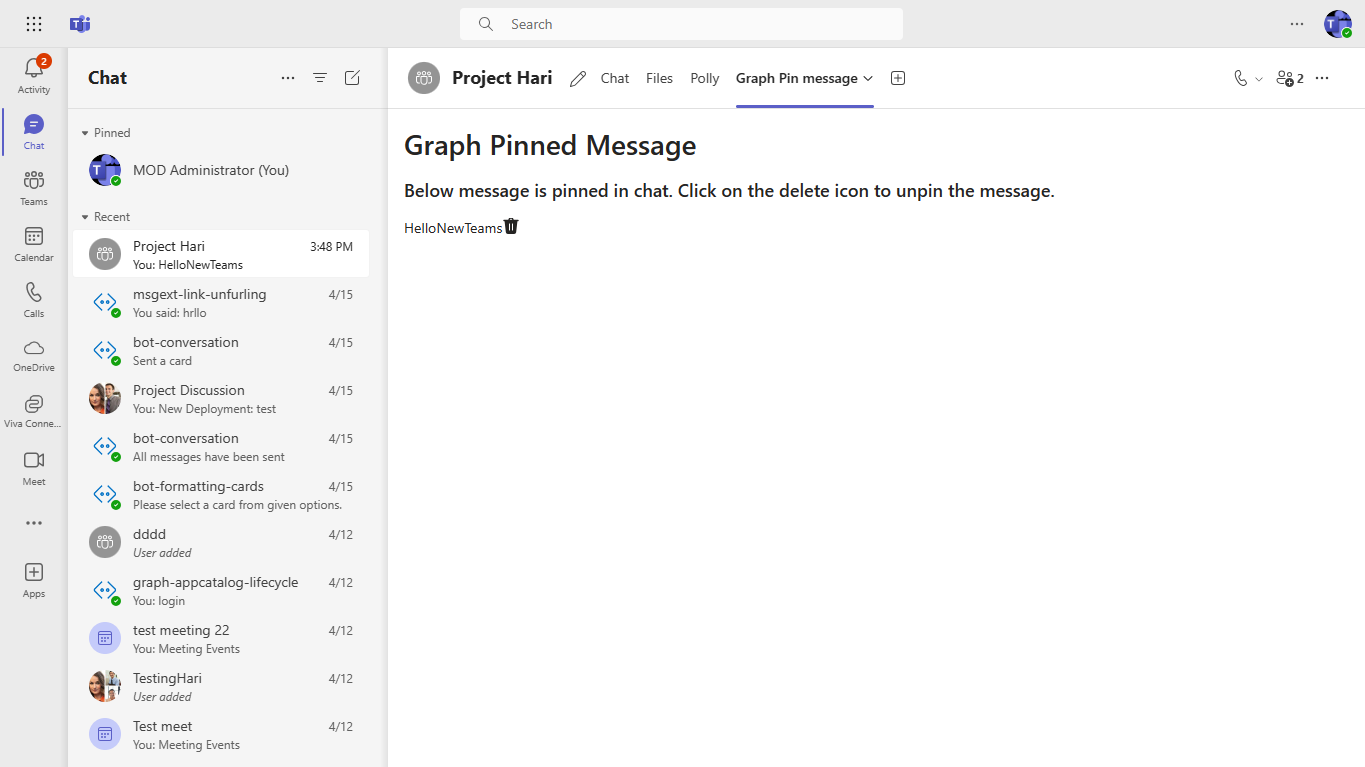 Search
2
Activity
Chat
Teams
Calendar
Calls
OneDrive
Viva Conne...
Meet
Apps
Chat
Pinned
MOD Administrator (You)
Recent
Project Hari 3:48 PM
You: HelloNewTeams
msgext-link-unfurling 4/15
You said: hrllo
bot-conversation 4/15
Sent a card
Project Discussion 4/15
You: New Deployment: test
bot-conversation 4/15
All messages have been sent
bot-formatting-cards 4/15
Please select a card from given options.
dddd 4/12
User added
graph-appcatalog-lifecycle 4/12
You: login
test meeting 22 4/12
You: Meeting Events
TestingHari 4/12
User added
Test meet 4/12
You: Meeting Events
Project Hari Chat Files Polly Graph Pin message 2
Graph Pinned Message
Below message is pinned in chat. Click on the delete icon to unpin the message.
HelloNewTeams